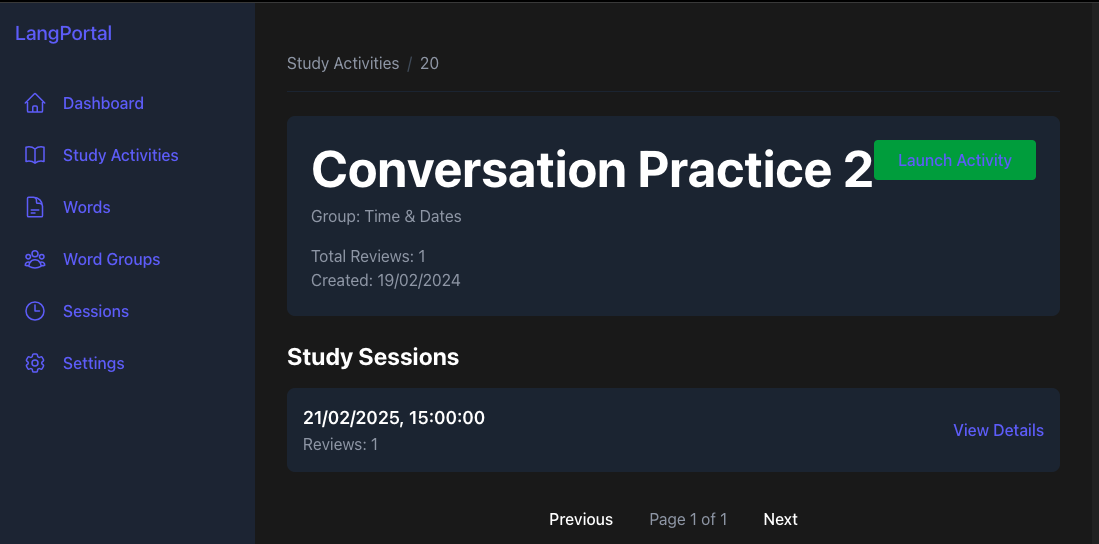 LangPortal
Dashboard
Study Activities
Words
Word Groups
Sessions
Settings
Study Activities / 20
Conversation Practice 2
Launch Activity
Group: Time & Dates
Total Reviews: 1
Created: 19/02/2024
Study Sessions
21/02/2025, 15:00:00
Reviews: 1
View Details
Previous Page 1 of 1 Next